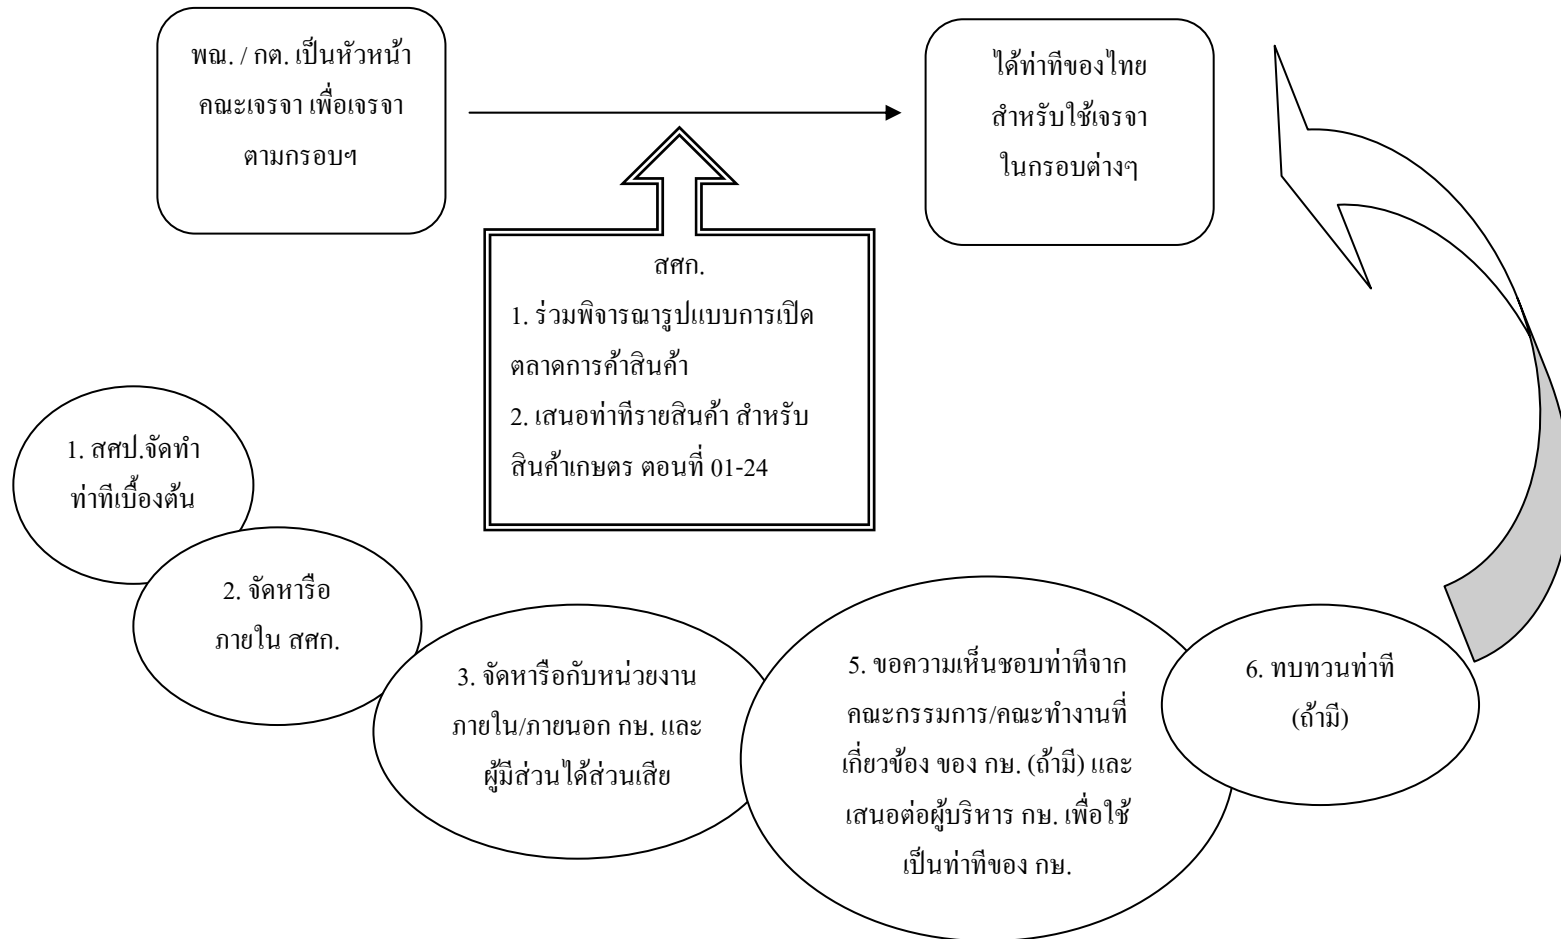 พณ. / กต. เป็นหัวหน้า
คณะเจรจา เพื่อเจรจา
ตามกรอบฯ
ได้ท่าทีของไทย
สำหรับใช้เจรจา
ในกรอบต่างๆ
สศก.
1. ร่วมพิจารณารูปแบบการเปิด
ตลาดการค้าสินค้า
2. เสนอท่าทีรายสินค้า สำหรับ
สินค้าเกษตร ตอนที่ 01-24
1. สศป.จัดทำ
ท่าทีเบื้องต้น
2. จัดหารือ
ภายใน สศก.
3. จัดหารือกับหน่วยงาน
ภายใน/ภายนอก กษ. และ
ผู้มีส่วนได้ส่วนเสีย
5. ขอความเห็นชอบท่าทีจาก
คณะกรรมการ/คณะทำงานที่
เกี่ยวข้อง ของ กษ. (ถ้ามี) และ
เสนอต่อผู้บริหาร กษ. เพื่อใช้
เป็นท่าทีของ กษ.
6. ทบทวนท่าที
(ถ้ามี)